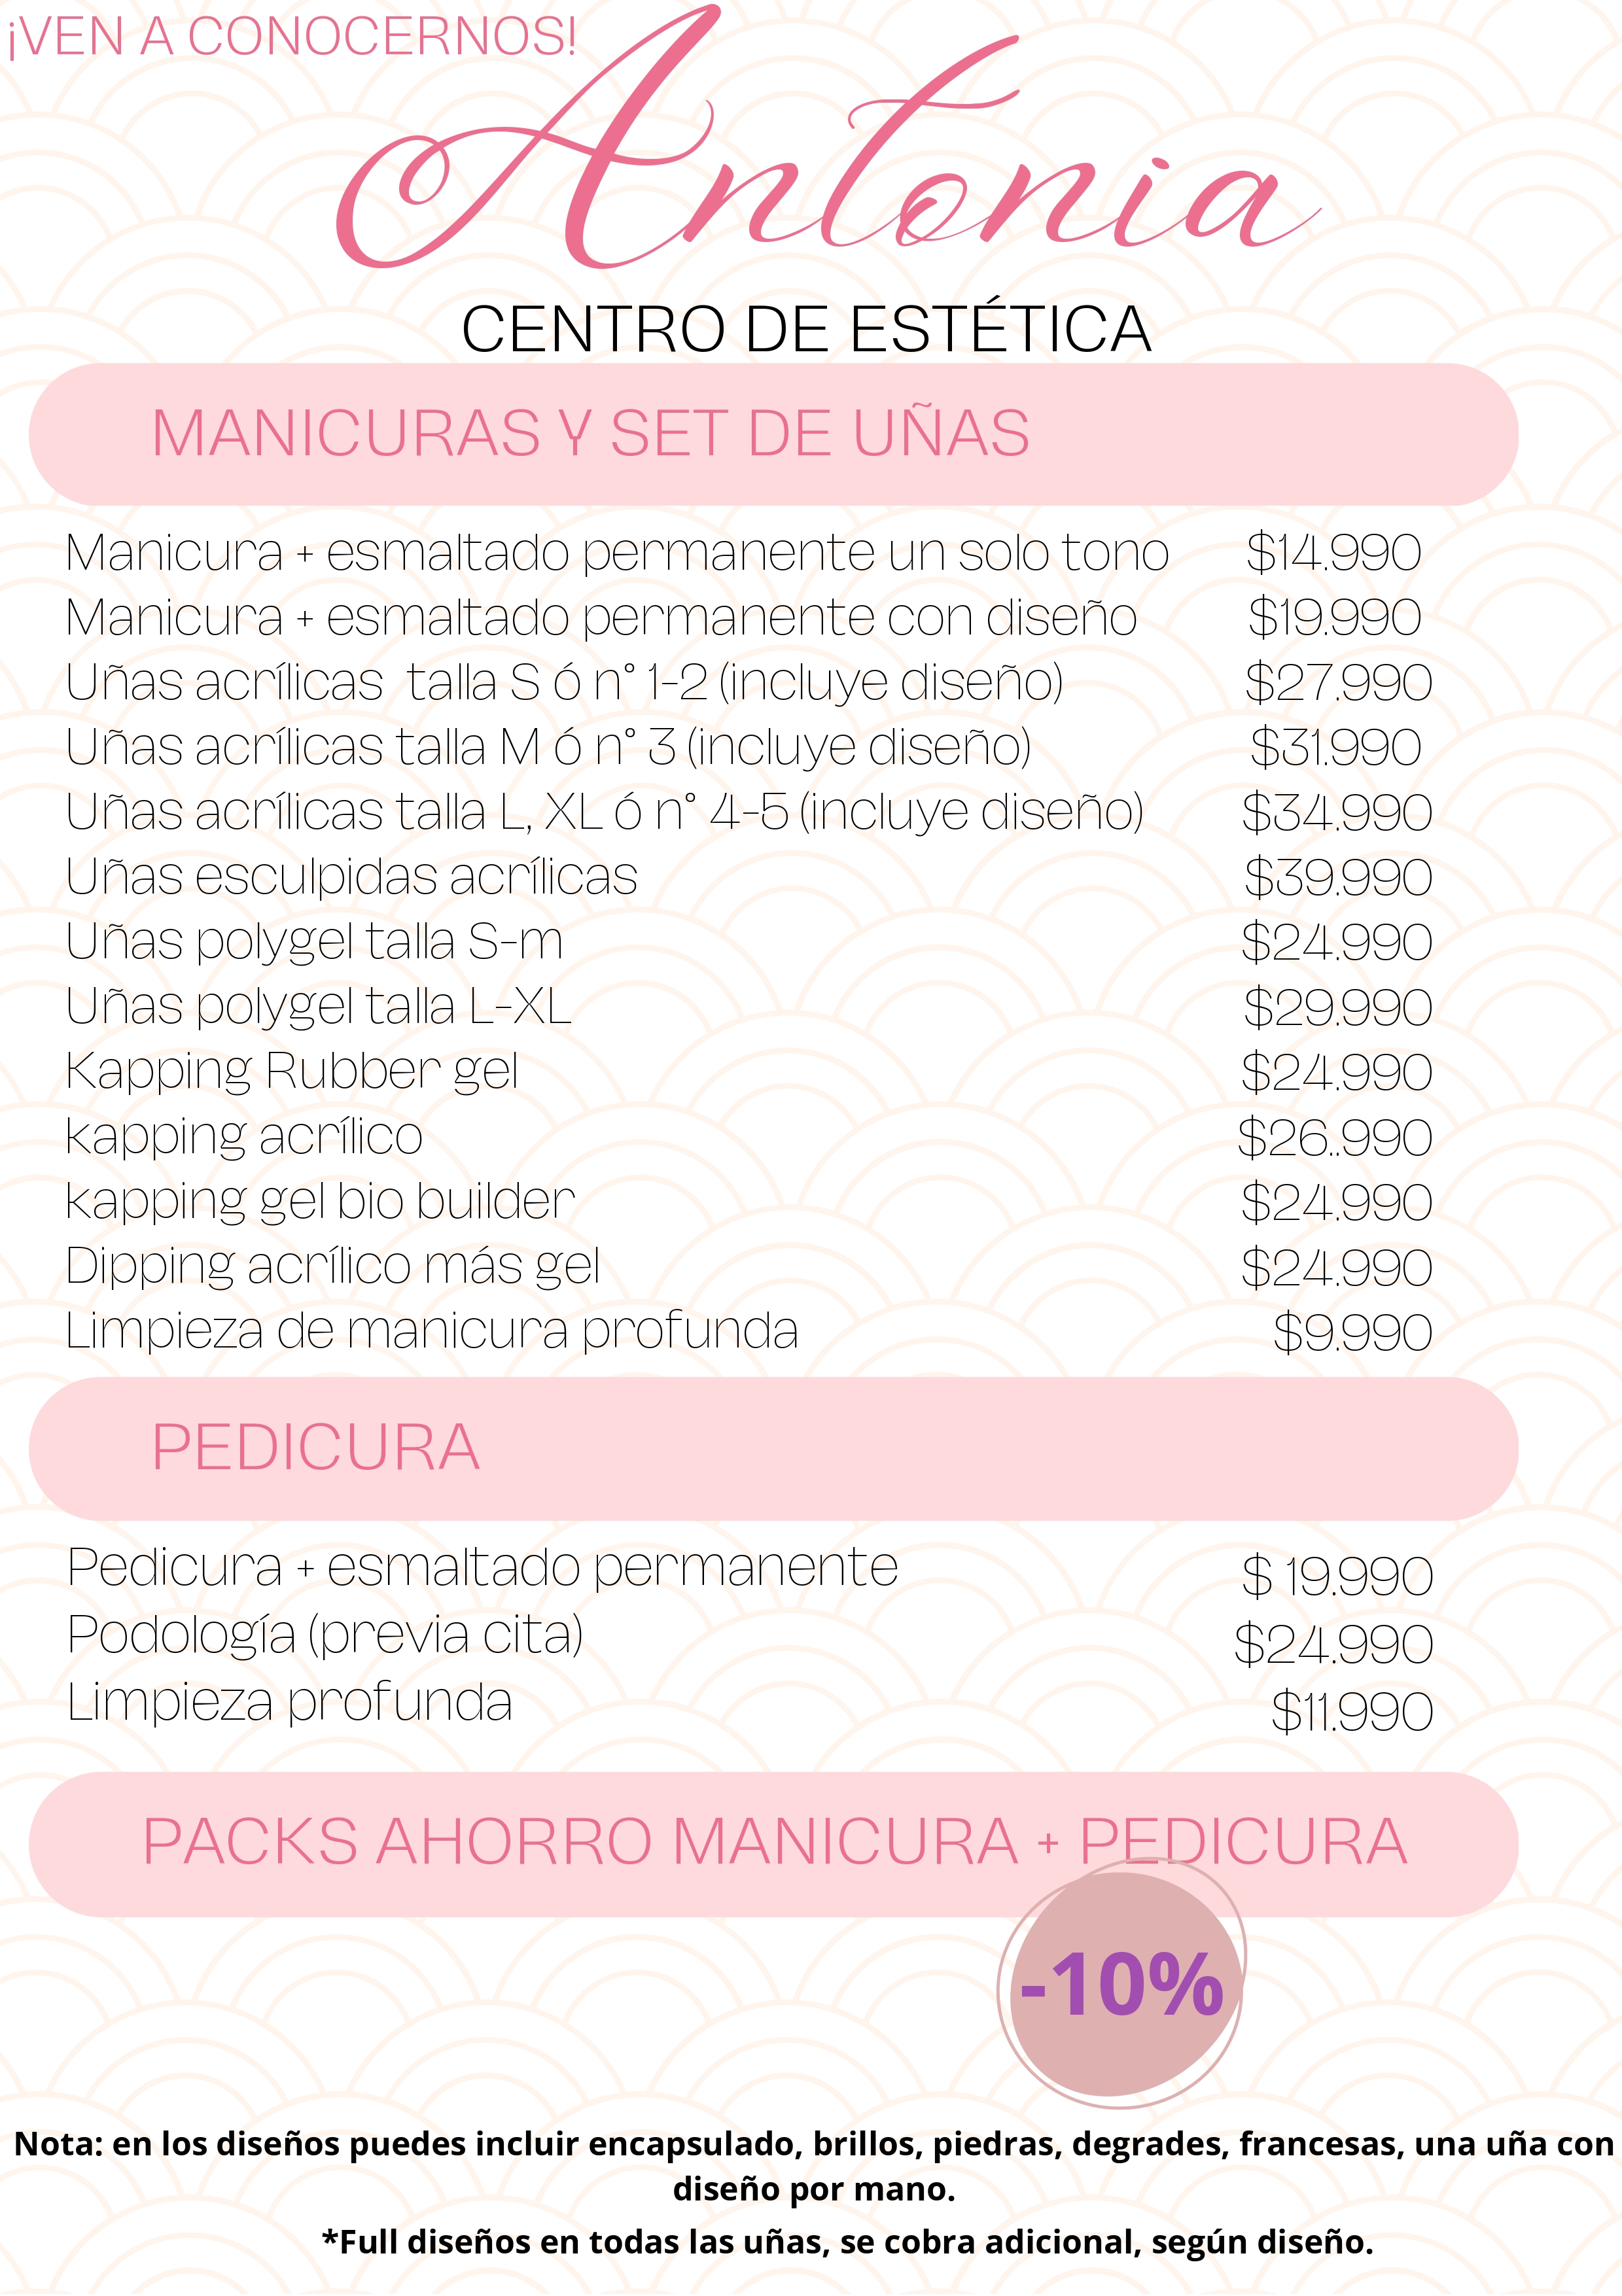 ¡VEN A CONOCERNOS!
Antonia
CENTRO DE ESTÉTICA
MANICURAS Y SET DE UÑAS
Manicura + esmaltado permanente un solo tono $14.990
Manicura + esmaltado permanente con diseño $19.990
Uñas acrílicas talla S ó n° 1-2 (incluye diseño) $27.990
Uñas acrílicas talla M ó n° 3 (incluye diseño) $31.990
Uñas acrílicas talla L, XL ó n° 4-5 (incluye diseño) $34.990
Uñas esculpidas acrílicas $39.990
Uñas polygel talla S-m $24.990
Uñas polygel talla L-XL $29.990
Kapping Rubber gel $24.990
kapping acrílico $26..990
kapping gel bio builder $24.990
Dipping acrílico más gel $24.990
Limpieza de manicura profunda $9.990
PEDICURA
Pedicura + esmaltado permanente $ 19.990
Podología (previa cita) $24.990
Limpieza profunda $11.990
PACKS AHORRO MANICURA + PEDICURA
-10%
Nota: en los diseños puedes incluir encapsulado, brillos, piedras, degrades, francesas, una uña con
diseño por mano.
*Full diseños en todas las uñas, se cobra adicional, según diseño.